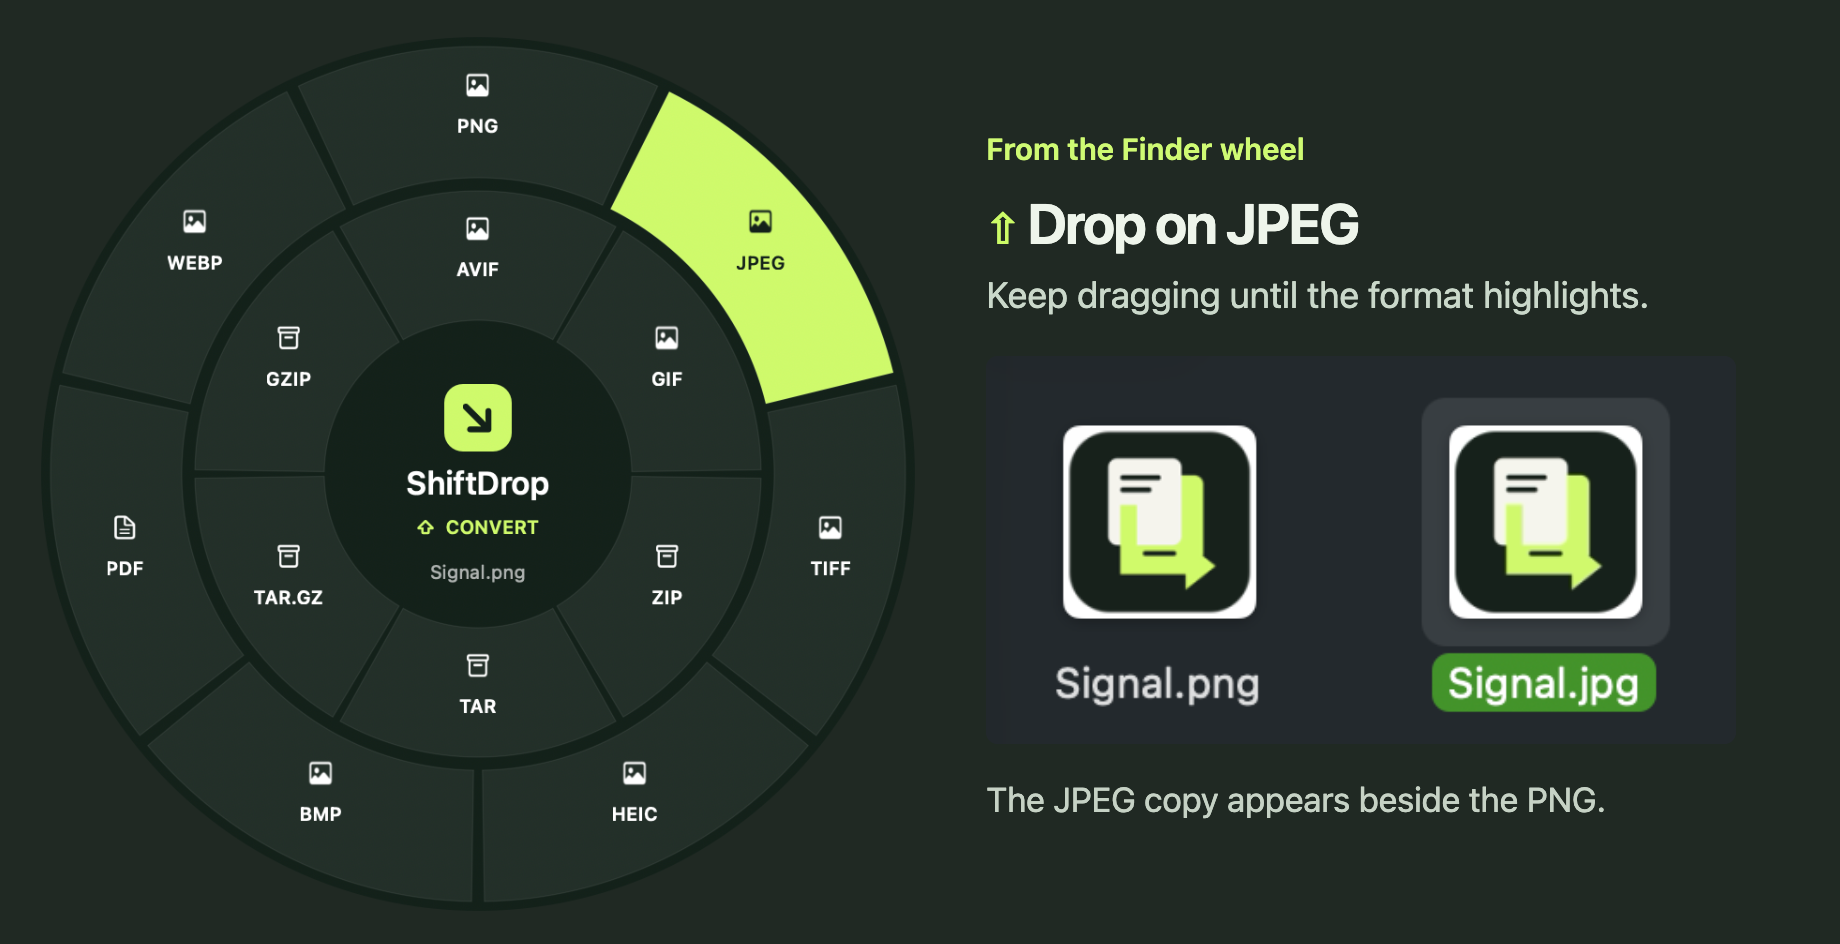 PNG
JPEG
TIFF
HEIC
BMP
PDF
WEBP
AVIF
GIF
ZIP
TAR
TAR.GZ
GZIP
ShiftDrop
CONVERT
Signal.png
From the Finder wheel
⇧ Drop on JPEG
Keep dragging until the format highlights.
Signal.png
Signal.jpg
The JPEG copy appears beside the PNG.